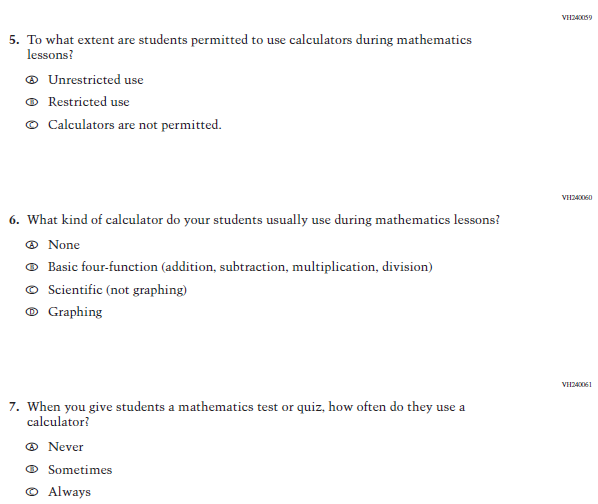 VH240059
5. To what extent are students permitted to use calculators during mathematics
lessons?
A Unrestricted use
B Restricted use
C Calculators are not permitted.
VH240060
6. What kind of calculator do your students usually use during mathematics lessons?
A None
B Basic four-function (addition, subtraction, multiplication, division)
C Scientific (not graphing)
D Graphing
VH240061
7. When you give students a mathematics test or quiz, how often do they use a
calculator?
A Never
B Sometimes
C Always